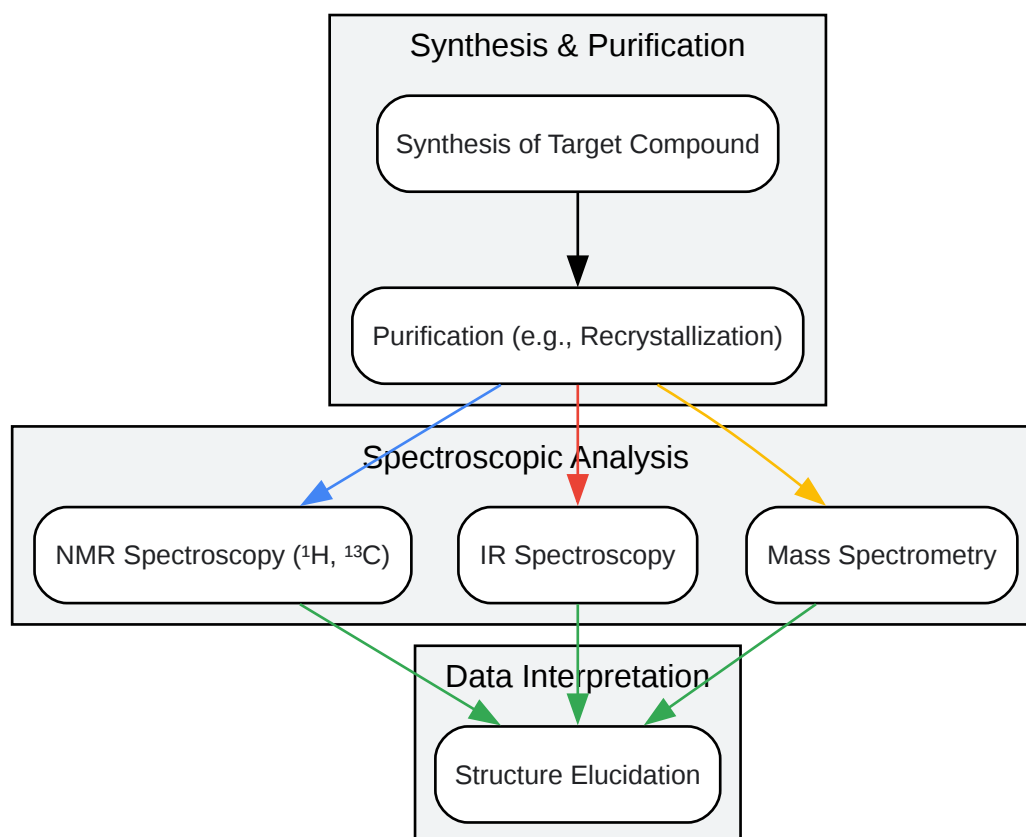 Synthesis & Purification
Synthesis of Target Compound
Purification (e.g., Recrystallization)
Spectroscopic Analysis
NMR Spectroscopy (¹H, ¹³C)
IR Spectroscopy
Mass Spectrometry
Data Interpretation
Structure Elucidation